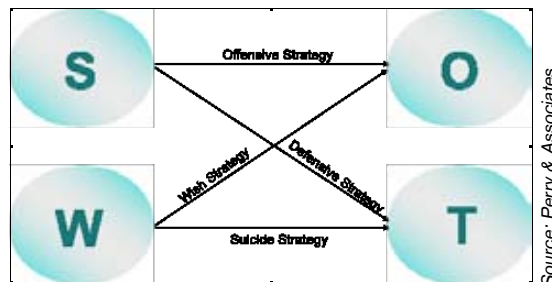 S
Offensive Strategy
O
Wish Strategy
Defensive Strategy
W
Suicide Strategy
T
Source: Perry & Associates